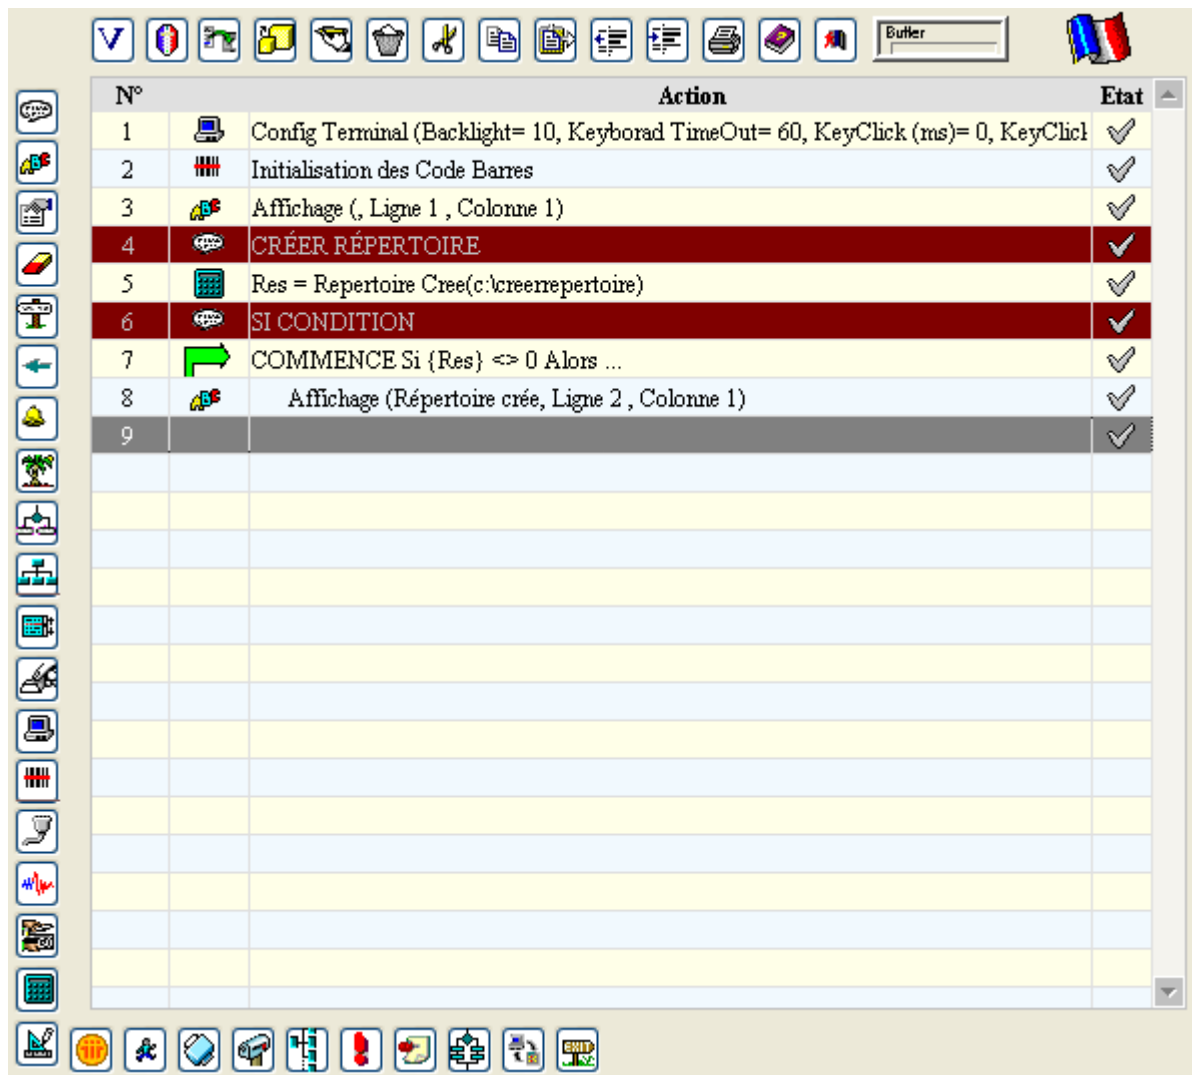 V
Buffer
N° Action Etat
1 Config Terminal (Backlight= 10, Keyborad TimeOut= 60, KeyClick (ms)= 0, KeyClick
2 Initialisation des Code Barres
3 Affichage (, Ligne 1 , Colonne 1)
4 CRÉER RÉPERTOIRE
5 Res = Repertoire Cree(c:\creerrepertoire)
6 SI CONDITION
7 COMMENCE Si {Res} <> 0 Alors ...
8 Affichage (Répertoire crée, Ligne 2 , Colonne 1)
9